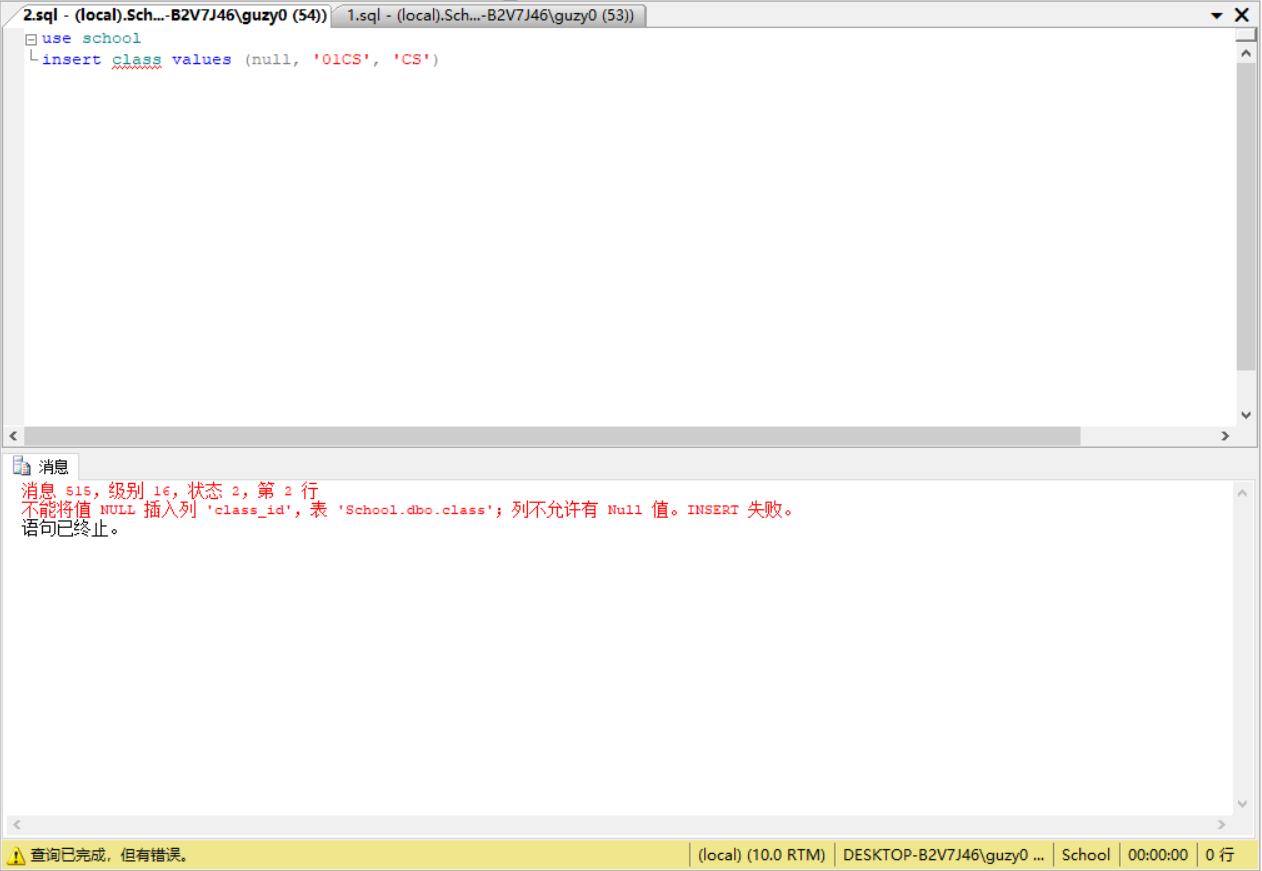 2.sql - (local).Sch...-B2V7J46\guzy0 (54))
1.sql - (local).Sch...-B2V7J46\guzy0 (53))
use school
insert class values (null, '01CS', 'CS')
消息
消息 515，级别 16，状态 2，第 2 行
不能将值 NULL 插入列 'class_id'，表 'School.dbo.class'；列不允许有 Null 值。INSERT 失败。
语句已终止。
查询已完成，但有错误。
(local) (10.0 RTM)
DESKTOP-B2V7J46\guzy0 ...
School
00:00:00
0 行